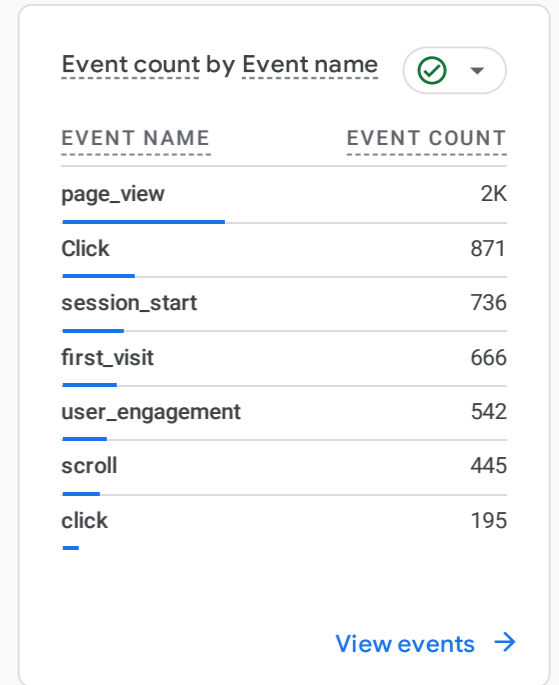 Event count by Event name
EVENT NAME EVENT COUNT
page_view 2K
Click 871
session_start 736
first_visit 666
user_engagement 542
scroll 445
click 195
View events